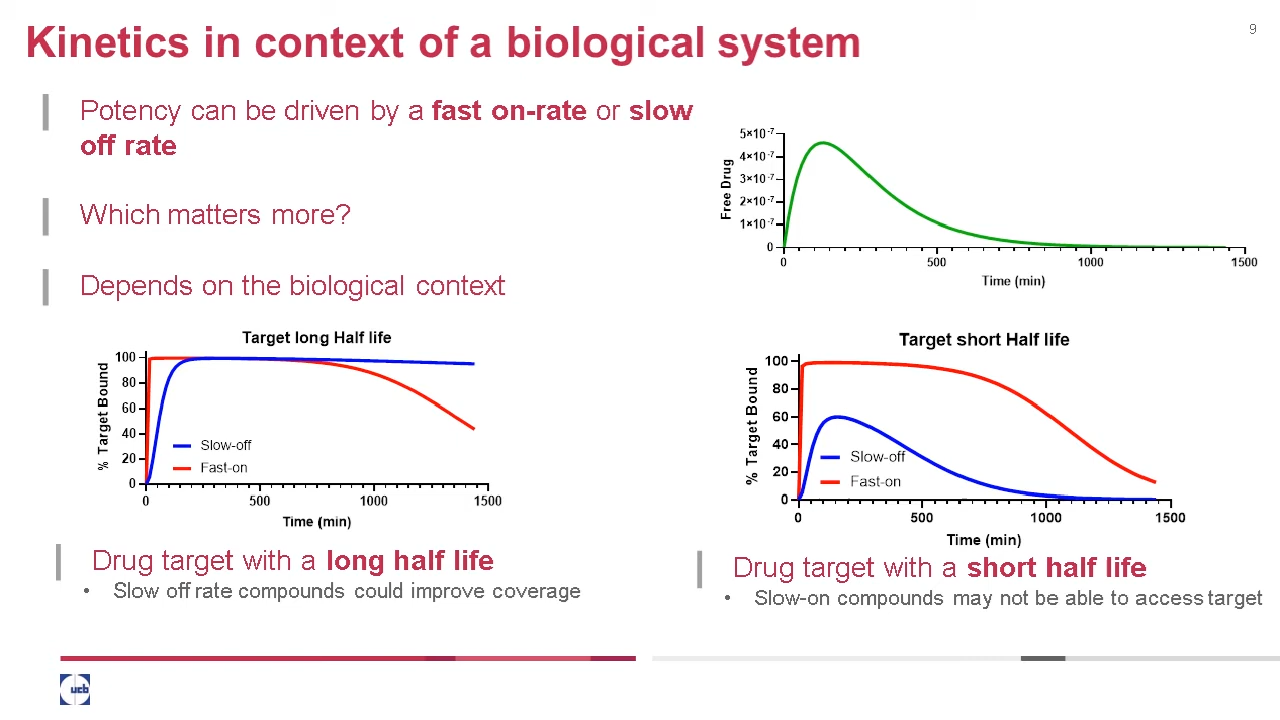 Kinetics in context of a biological system
9
Potency can be driven by a fast on-rate or slow
off rate
Which matters more?
Depends on the biological context
Free Drug
5×10⁻⁷
4×10⁻⁷
3×10⁻⁷
2×10⁻⁷
1×10⁻⁷
0
0 500 1000 1500
Time (min)
Target long Half life
% Target Bound
100
80
60
40
20
0
Slow-off
Fast-on
0 500 1000 1500
Time (min)
Drug target with a long half life
• Slow off rate compounds could improve coverage
Target short Half life
% Target Bound
100
80
60
40
20
0
Slow-off
Fast-on
0 500 1000 1500
Time (min)
Drug target with a short half life
• Slow-on compounds may not be able to access target
ucb